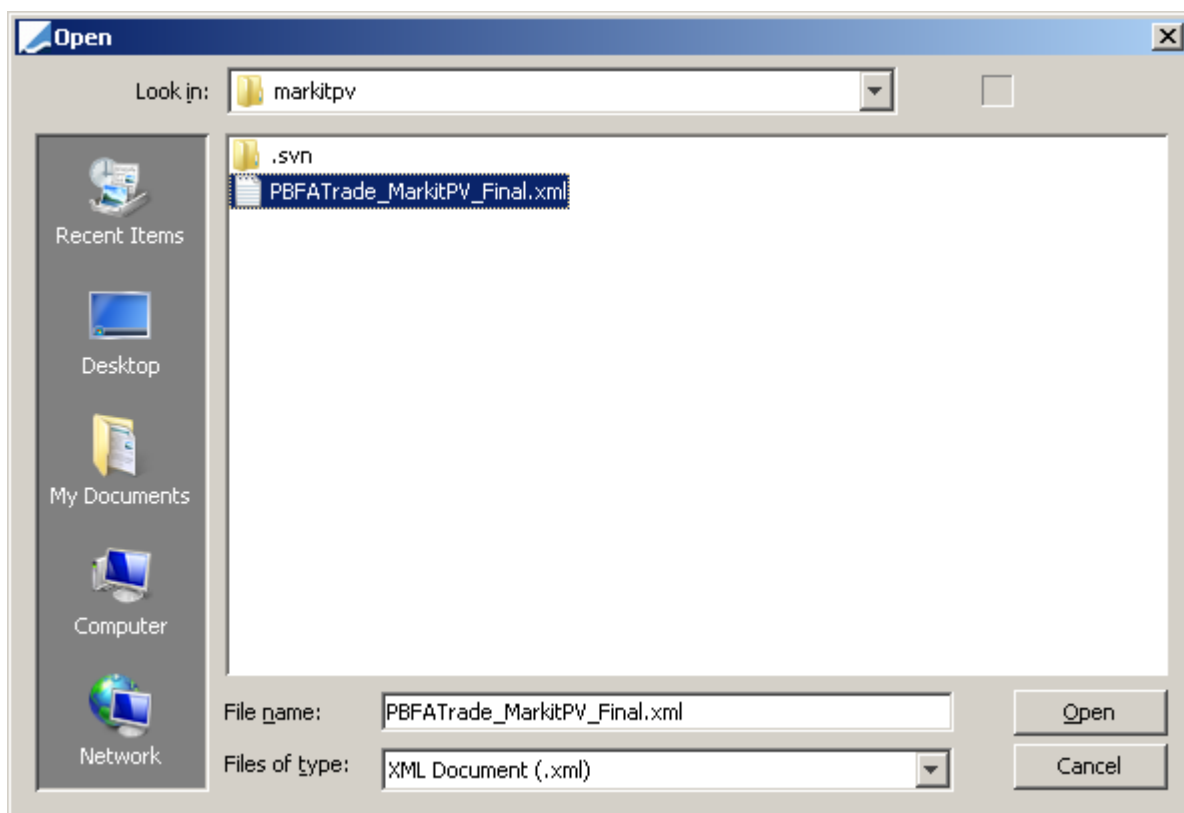 Open
Look in: markitpv
.svn
PBFATrade_MarkitPV_Final.xml
Recent Items
Desktop
My Documents
Computer
Network
File name: PBFATrade_MarkitPV_Final.xml Open
Files of type: XML Document (.xml) Cancel